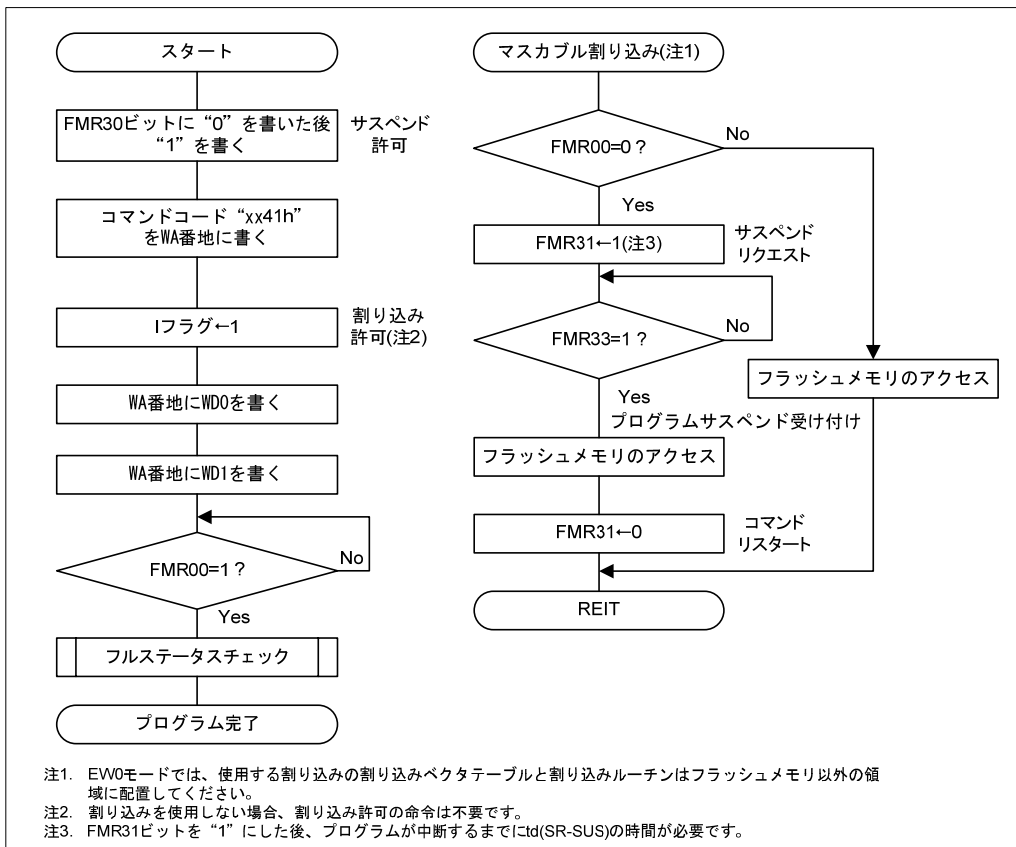 スタート
FMR30ビットに“0”を書いた後
“1”を書く
サスペンド
許可
コマンドコード“xx41h”
をWA番地に書く
Iフラグ←1
割り込み
許可(注2)
WA番地にWD0を書く
WA番地にWD1を書く
FMR00=1?
No
Yes
フルステータスチェック
プログラム完了
マスカブル割り込み(注1)
FMR00=0?
No
Yes
FMR31←1(注3)
サスペンド
リクエスト
FMR33=1?
No
フラッシュメモリのアクセス
Yes
プログラムサスペンド受け付け
フラッシュメモリのアクセス
FMR31←0
コマンド
リスタート
REIT
注1. EW0モードでは、使用する割り込みの割り込みベクタテーブルと割り込みルーチンはフラッシュメモリ以外の領
域に配置してください。
注2. 割り込みを使用しない場合、割り込み許可の命令は不要です。
注3. FMR31ビットを“1”にした後、プログラムが中断するまでにtd(SR-SUS)の時間が必要です。